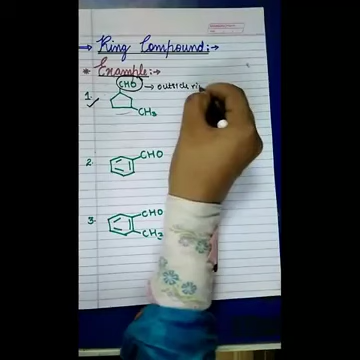 → Ring Compound:→
* Example:→
1. CHO → outside ri
CH₃
2. CHO
3. CHO
CH₃